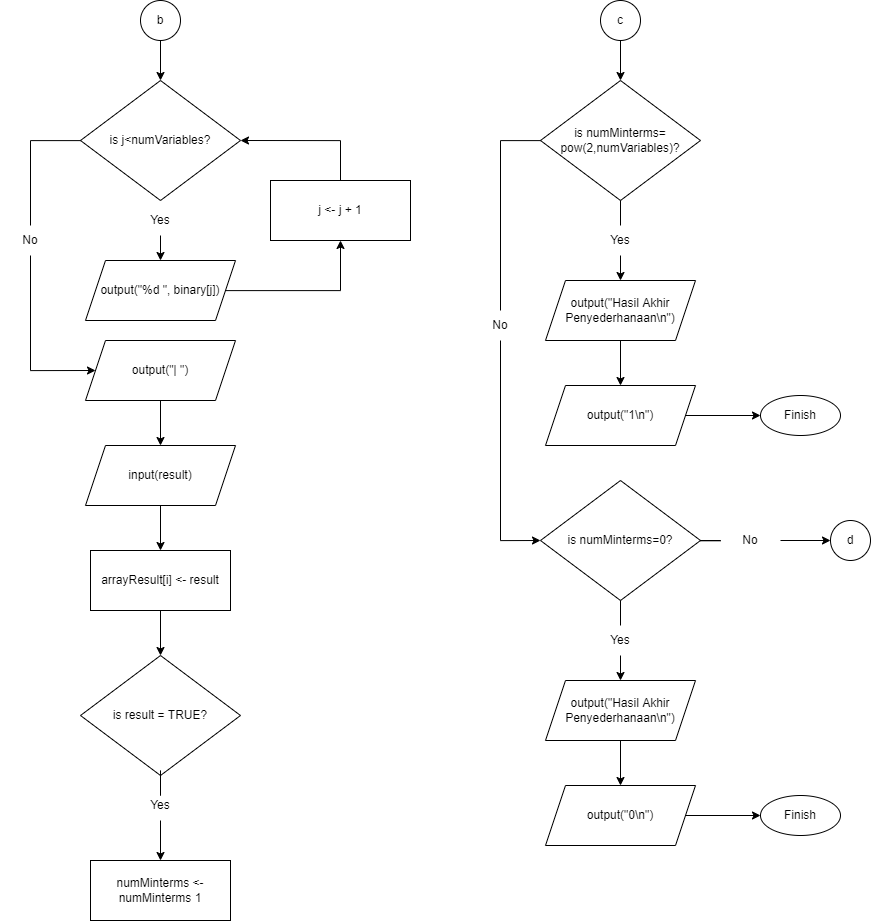 b
is j<numVariables?
Yes
No
j <- j + 1
output("%d ", binary[j])
output("| ")
input(result)
arrayResult[i] <- result
is result = TRUE?
Yes
numMinterms <-
numMinterms 1
c
is numMinterms=
pow(2,numVariables)?
Yes
No
output("Hasil Akhir
Penyederhanaan\n")
output("1\n")
Finish
is numMinterms=0?
No
d
Yes
output("Hasil Akhir
Penyederhanaan\n")
output("0\n")
Finish